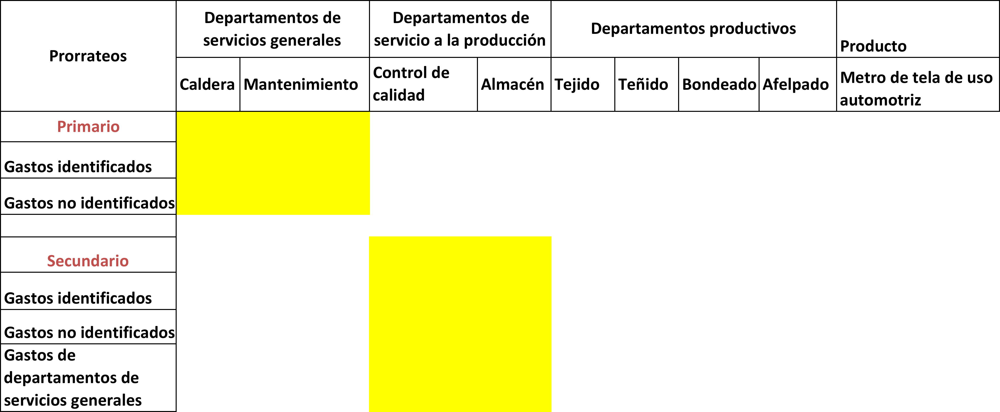 Prorrateos
Departamentos de
servicios generales
Departamentos de
servicio a la producción
Departamentos productivos
Producto
Caldera
Mantenimiento
Control de
calidad
Almacén
Tejido
Teñido
Bondeado
Afelpado
Metro de tela de uso
automotriz
Primario
Gastos identificados
Gastos no identificados
Secundario
Gastos identificados
Gastos no identificados
Gastos de
departamentos de
servicios generales